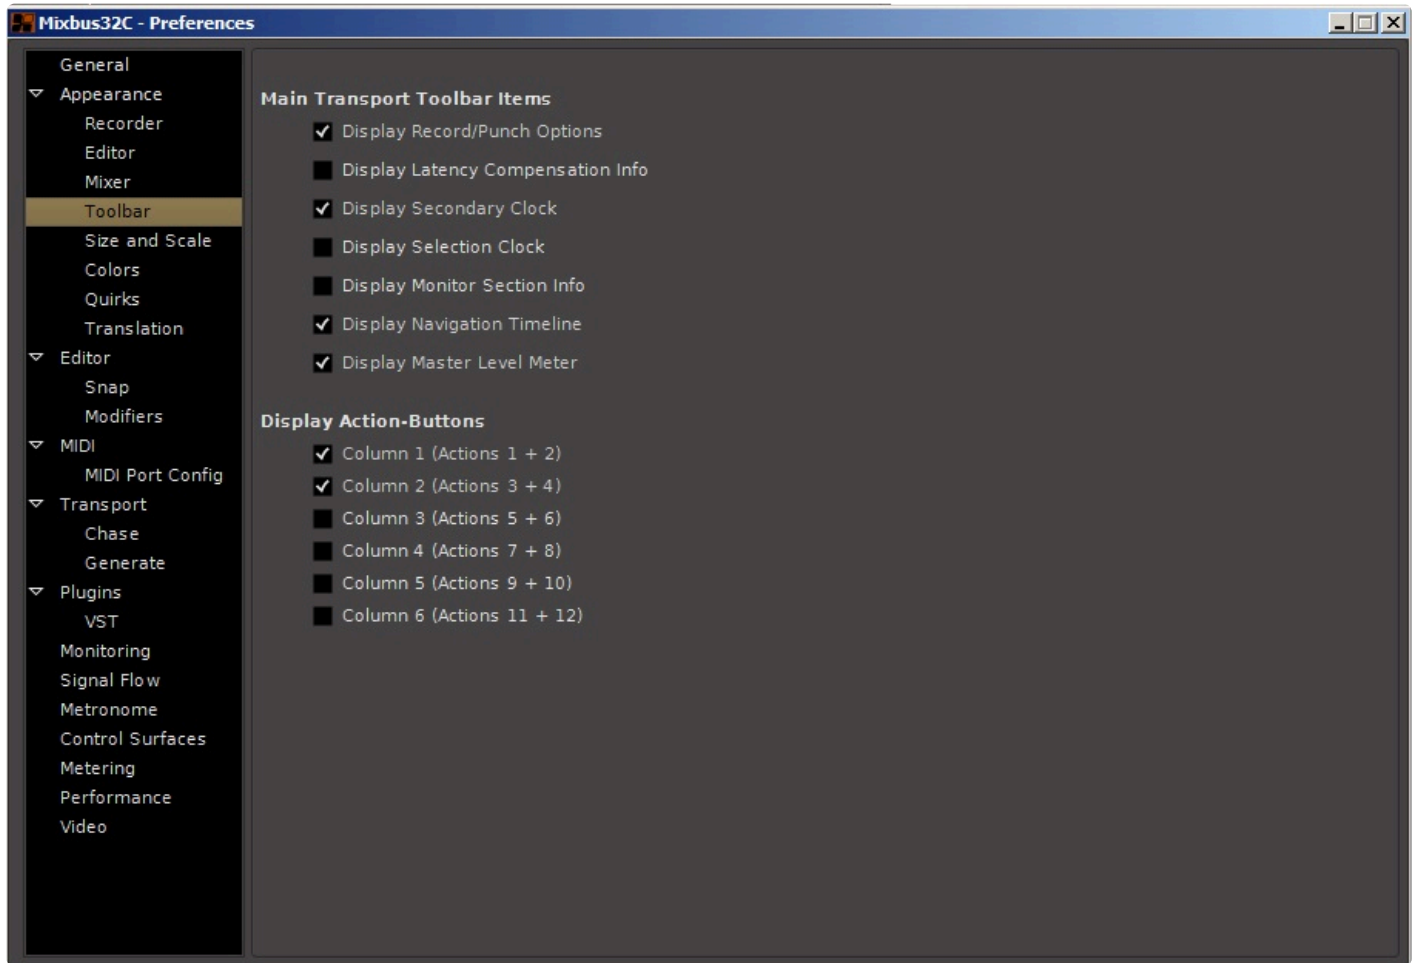 Mixbus32C - Preferences
General
Appearance
Recorder
Editor
Mixer
Toolbar
Size and Scale
Colors
Quirks
Translation
Editor
Snap
Modifiers
MIDI
MIDI Port Config
Transport
Chase
Generate
Plugins
VST
Monitoring
Signal Flow
Metronome
Control Surfaces
Metering
Performance
Video
Main Transport Toolbar Items
Display Record/Punch Options
Display Latency Compensation Info
Display Secondary Clock
Display Selection Clock
Display Monitor Section Info
Display Navigation Timeline
Display Master Level Meter
Display Action-Buttons
Column 1 (Actions 1 + 2)
Column 2 (Actions 3 + 4)
Column 3 (Actions 5 + 6)
Column 4 (Actions 7 + 8)
Column 5 (Actions 9 + 10)
Column 6 (Actions 11 + 12)